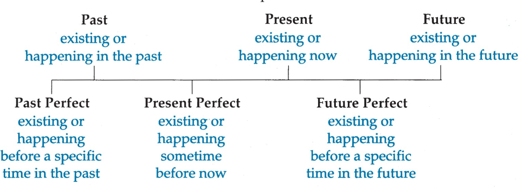 Past Present Future
existing or existing or existing or
happening in the past happening now happening in the future
Past Perfect Present Perfect Future Perfect
existing or existing or existing or
happening happening happening
before a specific sometime before a specific
time in the past before now time in the future